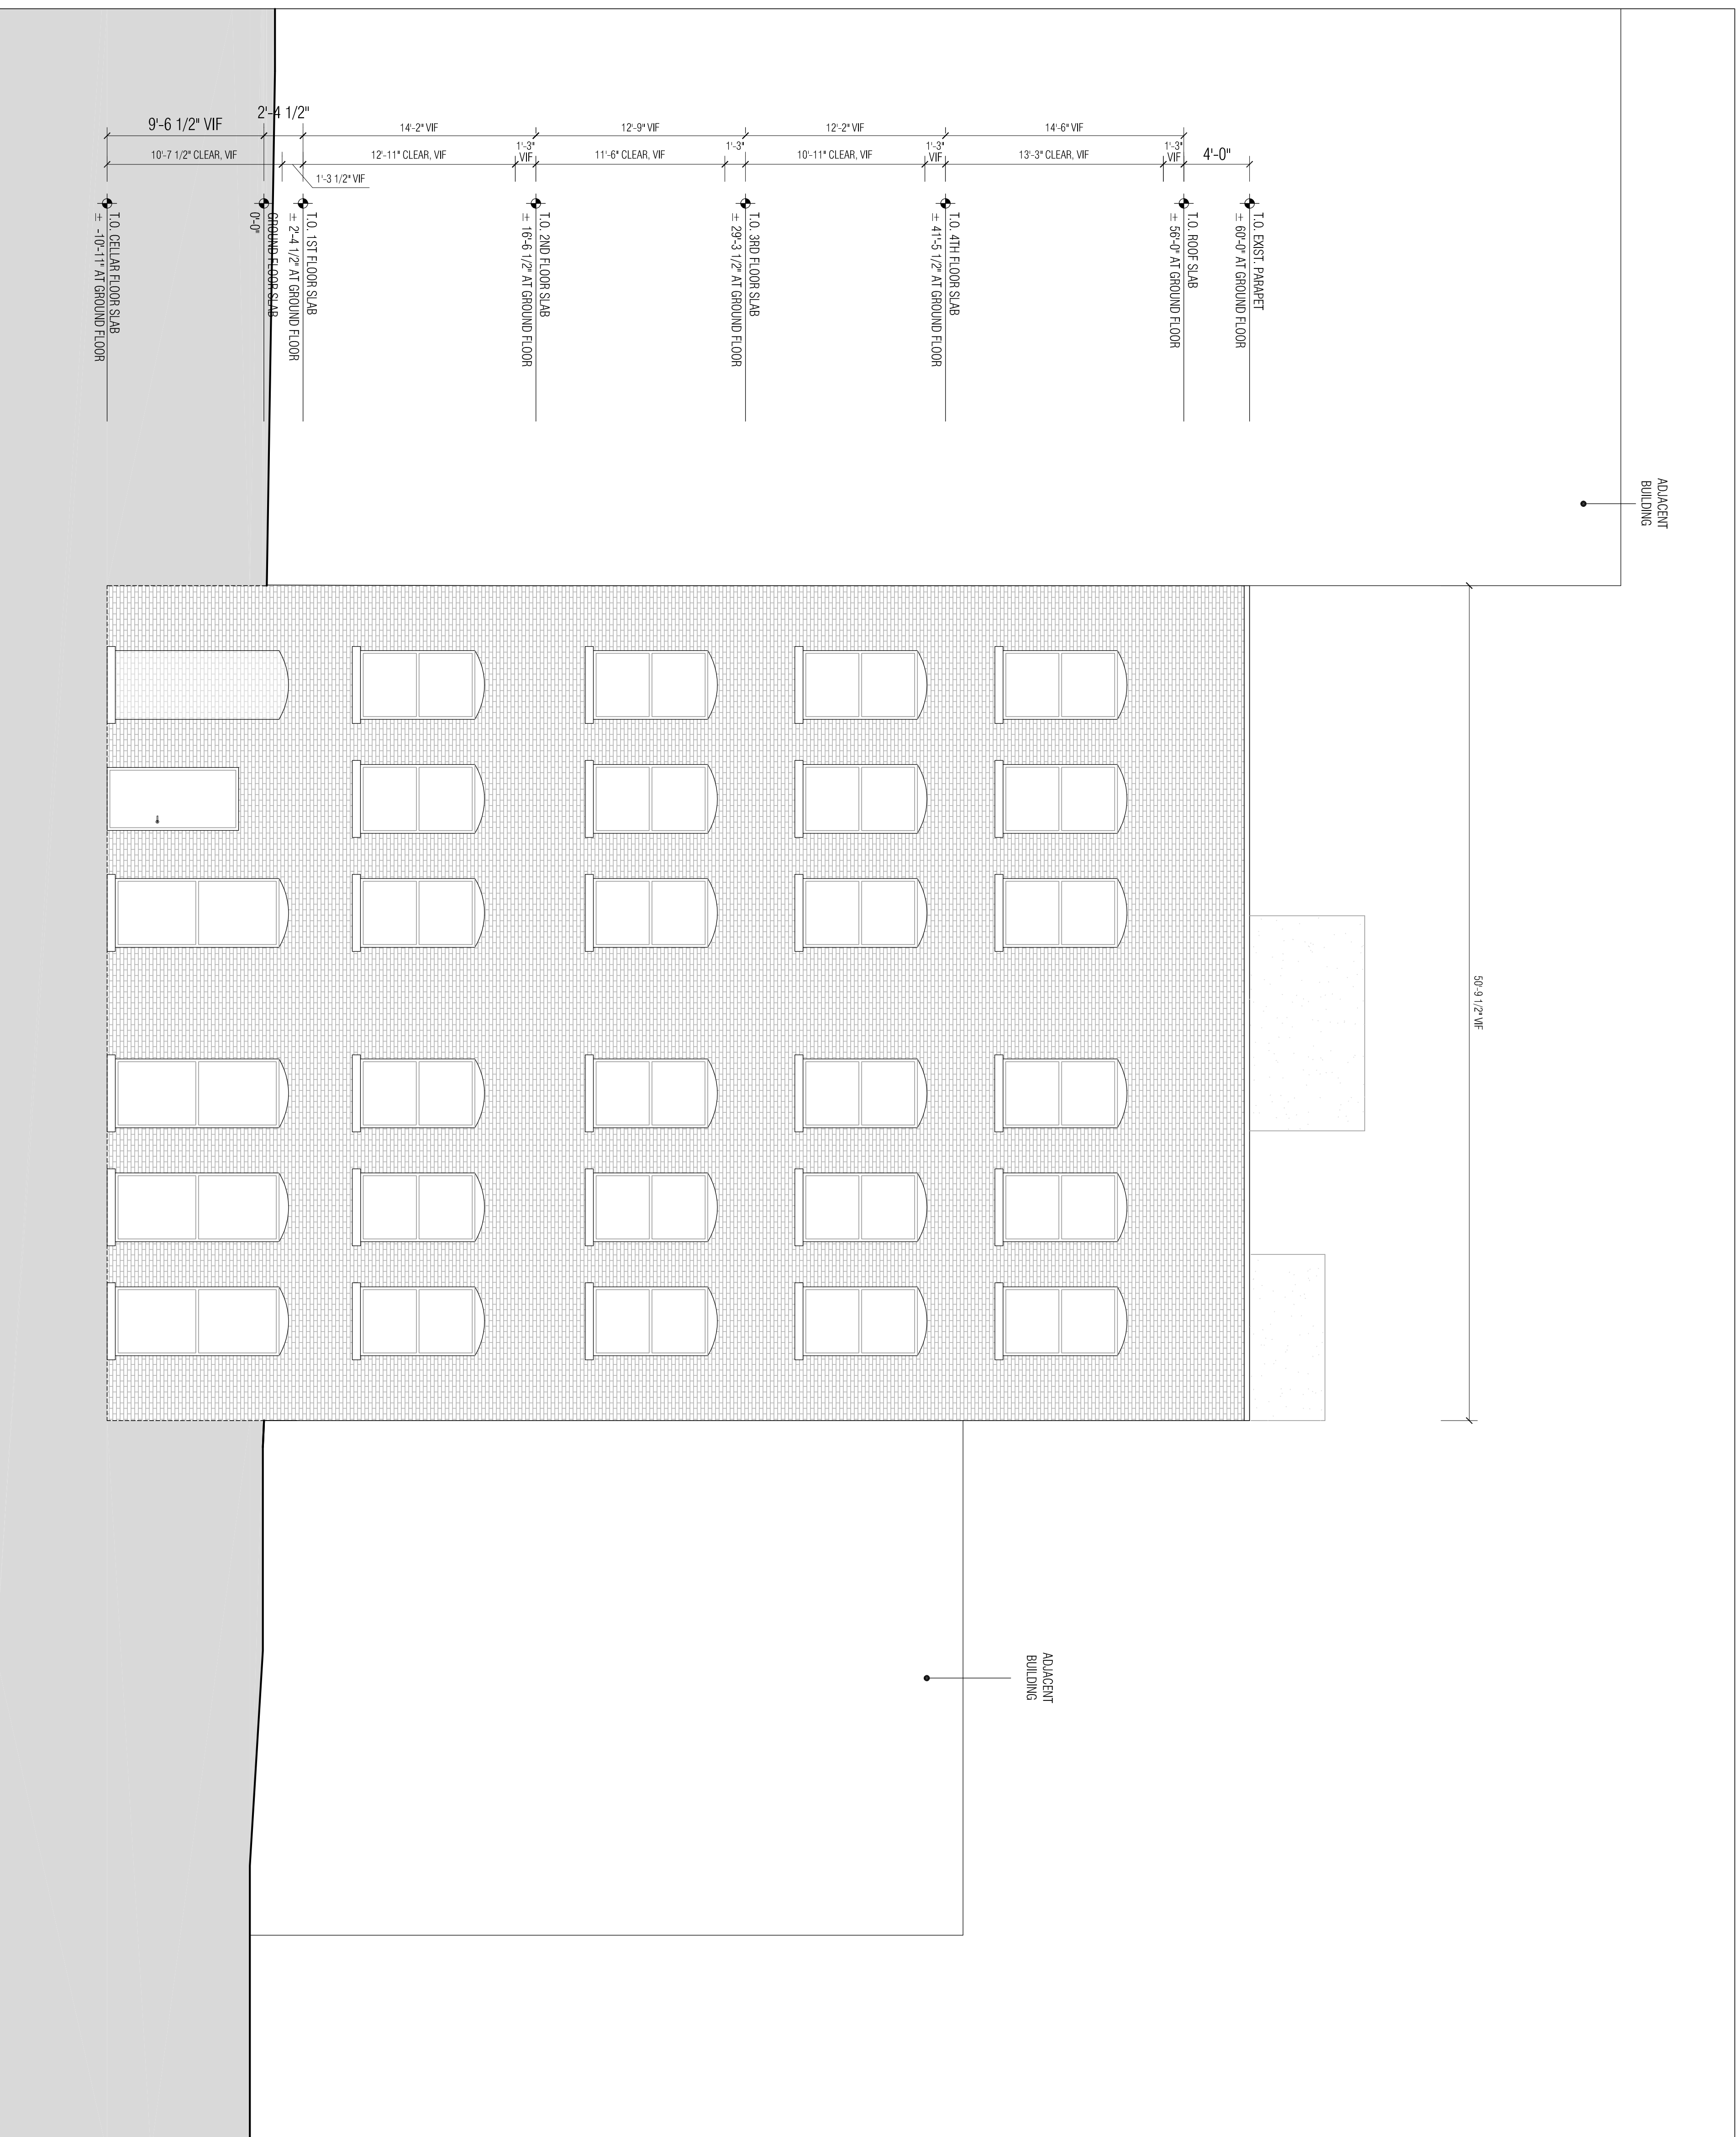 9'-6 1/2" VIF
2'-4 1/2"
14'-2" VIF
12'-9" VIF
12'-2" VIF
14'-6" VIF
4'-0"
10'-7 1/2" CLEAR, VIF
1'-3 1/2" VIF
12'-11" CLEAR, VIF
1'-3"
VIF
11'-6" CLEAR, VIF
1'-3"
10'-11" CLEAR, VIF
1'-3"
VIF
13'-3" CLEAR, VIF
1'-3"
VIF
T.O. EXIST. PARAPET
± 60'-0" AT GROUND FLOOR
T.O. ROOF SLAB
± 56'-0" AT GROUND FLOOR
T.O. 4TH FLOOR SLAB
± 41'-5 1/2" AT GROUND FLOOR
T.O. 3RD FLOOR SLAB
± 29'-3 1/2" AT GROUND FLOOR
T.O. 2ND FLOOR SLAB
± 16'-6 1/2" AT GROUND FLOOR
T.O. 1ST FLOOR SLAB
± 2'-4 1/2" AT GROUND FLOOR
GROUND FLOOR SLAB
0'-0"
T.O. CELLAR FLOOR SLAB
± -10'-11" AT GROUND FLOOR
ADJACENT
BUILDING
50'-9 1/2" VIF
ADJACENT
BUILDING